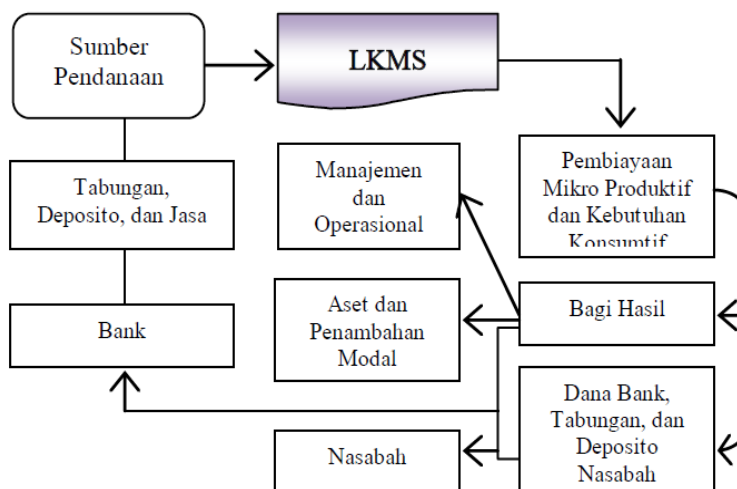 Sumber
Pendanaan
LKMS
Tabungan,
Deposito, dan Jasa
Manajemen
dan
Operasional
Pembiayaan
Mikro Produktif
dan Kebutuhan
Konsumtif
Bank
Aset dan
Penambahan
Modal
Bagi Hasil
Nasabah
Dana Bank,
Tabungan, dan
Deposito
Nasabah